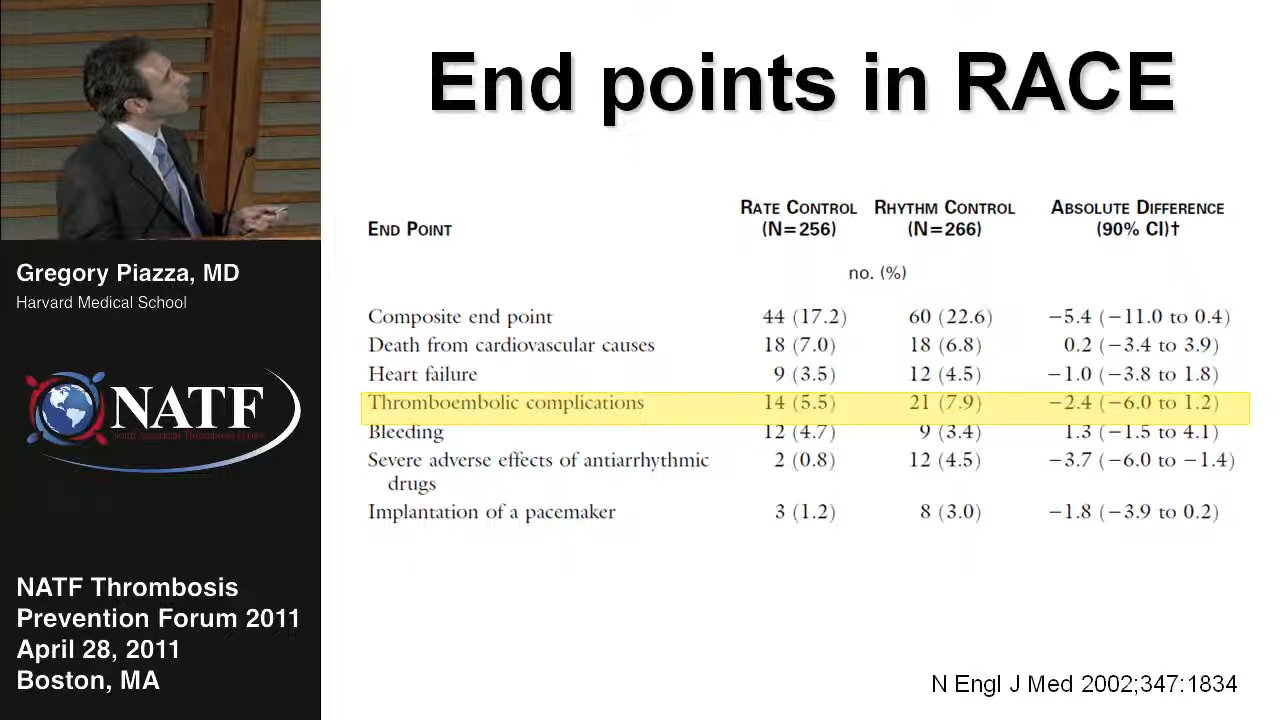 End points in RACE
END POINT
RATE CONTROL (N=256)
RHYTHM CONTROL (N=266)
ABSOLUTE DIFFERENCE (90% CI)†
no. (%)
Composite end point 44 (17.2) 60 (22.6) −5.4 (−11.0 to 0.4)
Death from cardiovascular causes 18 (7.0) 18 (6.8) 0.2 (−3.4 to 3.9)
Heart failure 9 (3.5) 12 (4.5) −1.0 (−3.8 to 1.8)
Thromboembolic complications 14 (5.5) 21 (7.9) −2.4 (−6.0 to 1.2)
Bleeding 12 (4.7) 9 (3.4) 1.3 (−1.5 to 4.1)
Severe adverse effects of antiarrhythmic 2 (0.8) 12 (4.5) −3.7 (−6.0 to −1.4)
drugs
Implantation of a pacemaker 3 (1.2) 8 (3.0) −1.8 (−3.9 to 0.2)
N Engl J Med 2002;347:1834
Gregory Piazza, MD
Harvard Medical School
NATF
NATF Thrombosis
Prevention Forum 2011
April 28, 2011
Boston, MA